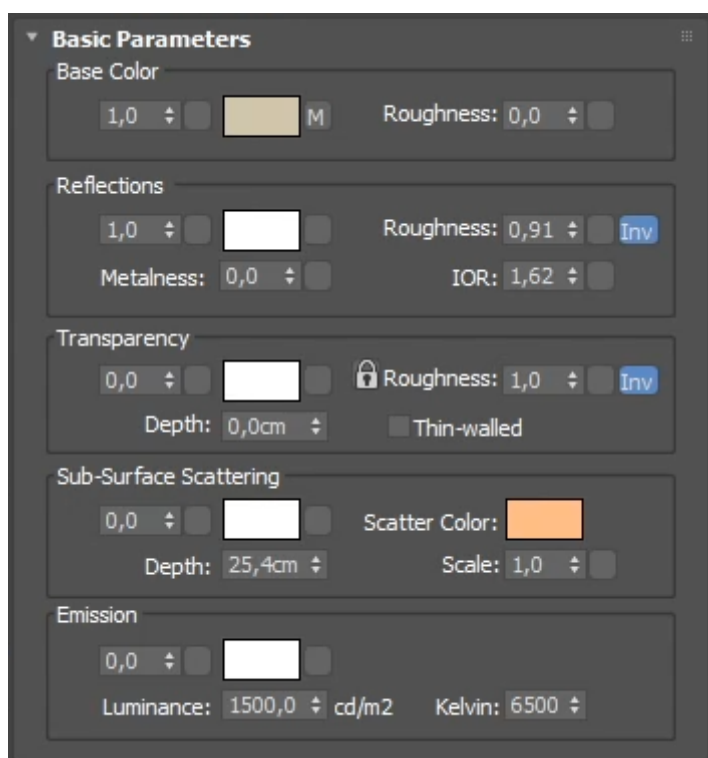 Basic Parameters
Base Color
1,0 M Roughness: 0,0
Reflections
1,0 Roughness: 0,91 Inv
Metalness: 0,0 IOR: 1,62
Transparency
0,0 Roughness: 1,0 Inv
Depth: 0,0cm Thin-walled
Sub-Surface Scattering
0,0 Scatter Color:
Depth: 25,4cm Scale: 1,0
Emission
0,0
Luminance: 1500,0 cd/m2 Kelvin: 6500